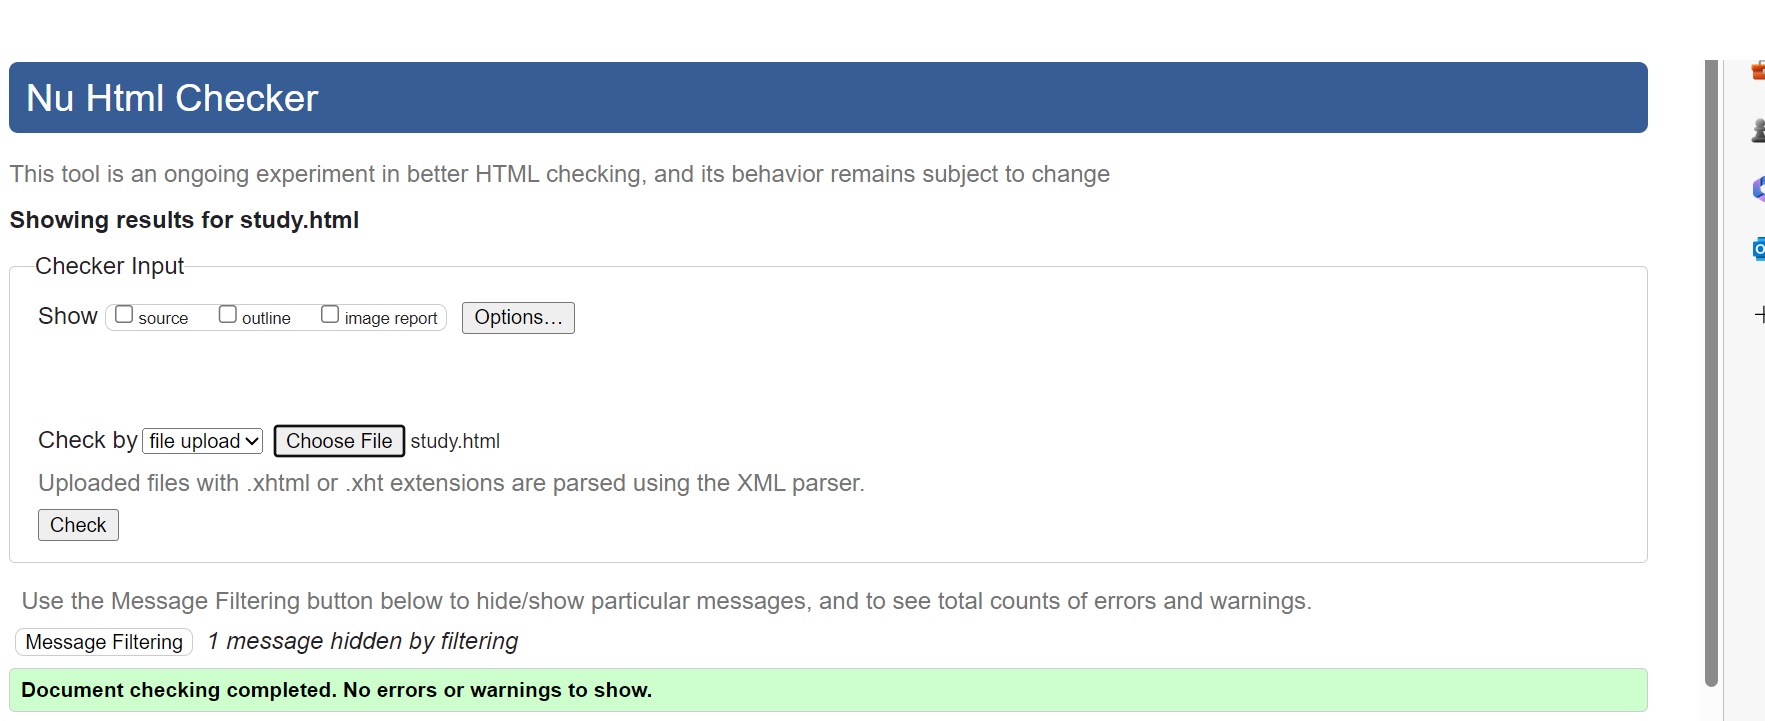 Nu Html Checker
This tool is an ongoing experiment in better HTML checking, and its behavior remains subject to change
Showing results for study.html
Checker Input
Show source outline image report Options...
Check by file upload Choose File study.html
Uploaded files with .xhtml or .xht extensions are parsed using the XML parser.
Check
Use the Message Filtering button below to hide/show particular messages, and to see total counts of errors and warnings.
Message Filtering 1 message hidden by filtering
Document checking completed. No errors or warnings to show.